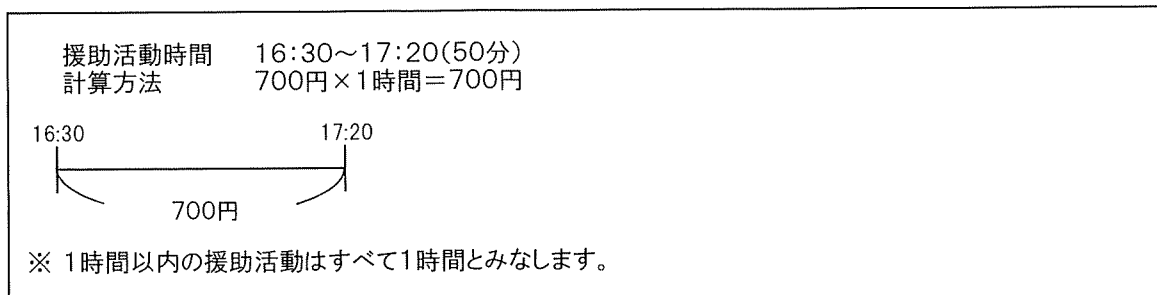 援助活動時間　16:30～17:20(50分)
計算方法　700円×1時間=700円
16:30　17:20
700円
※ 1時間以内の援助活動はすべて1時間とみなします。